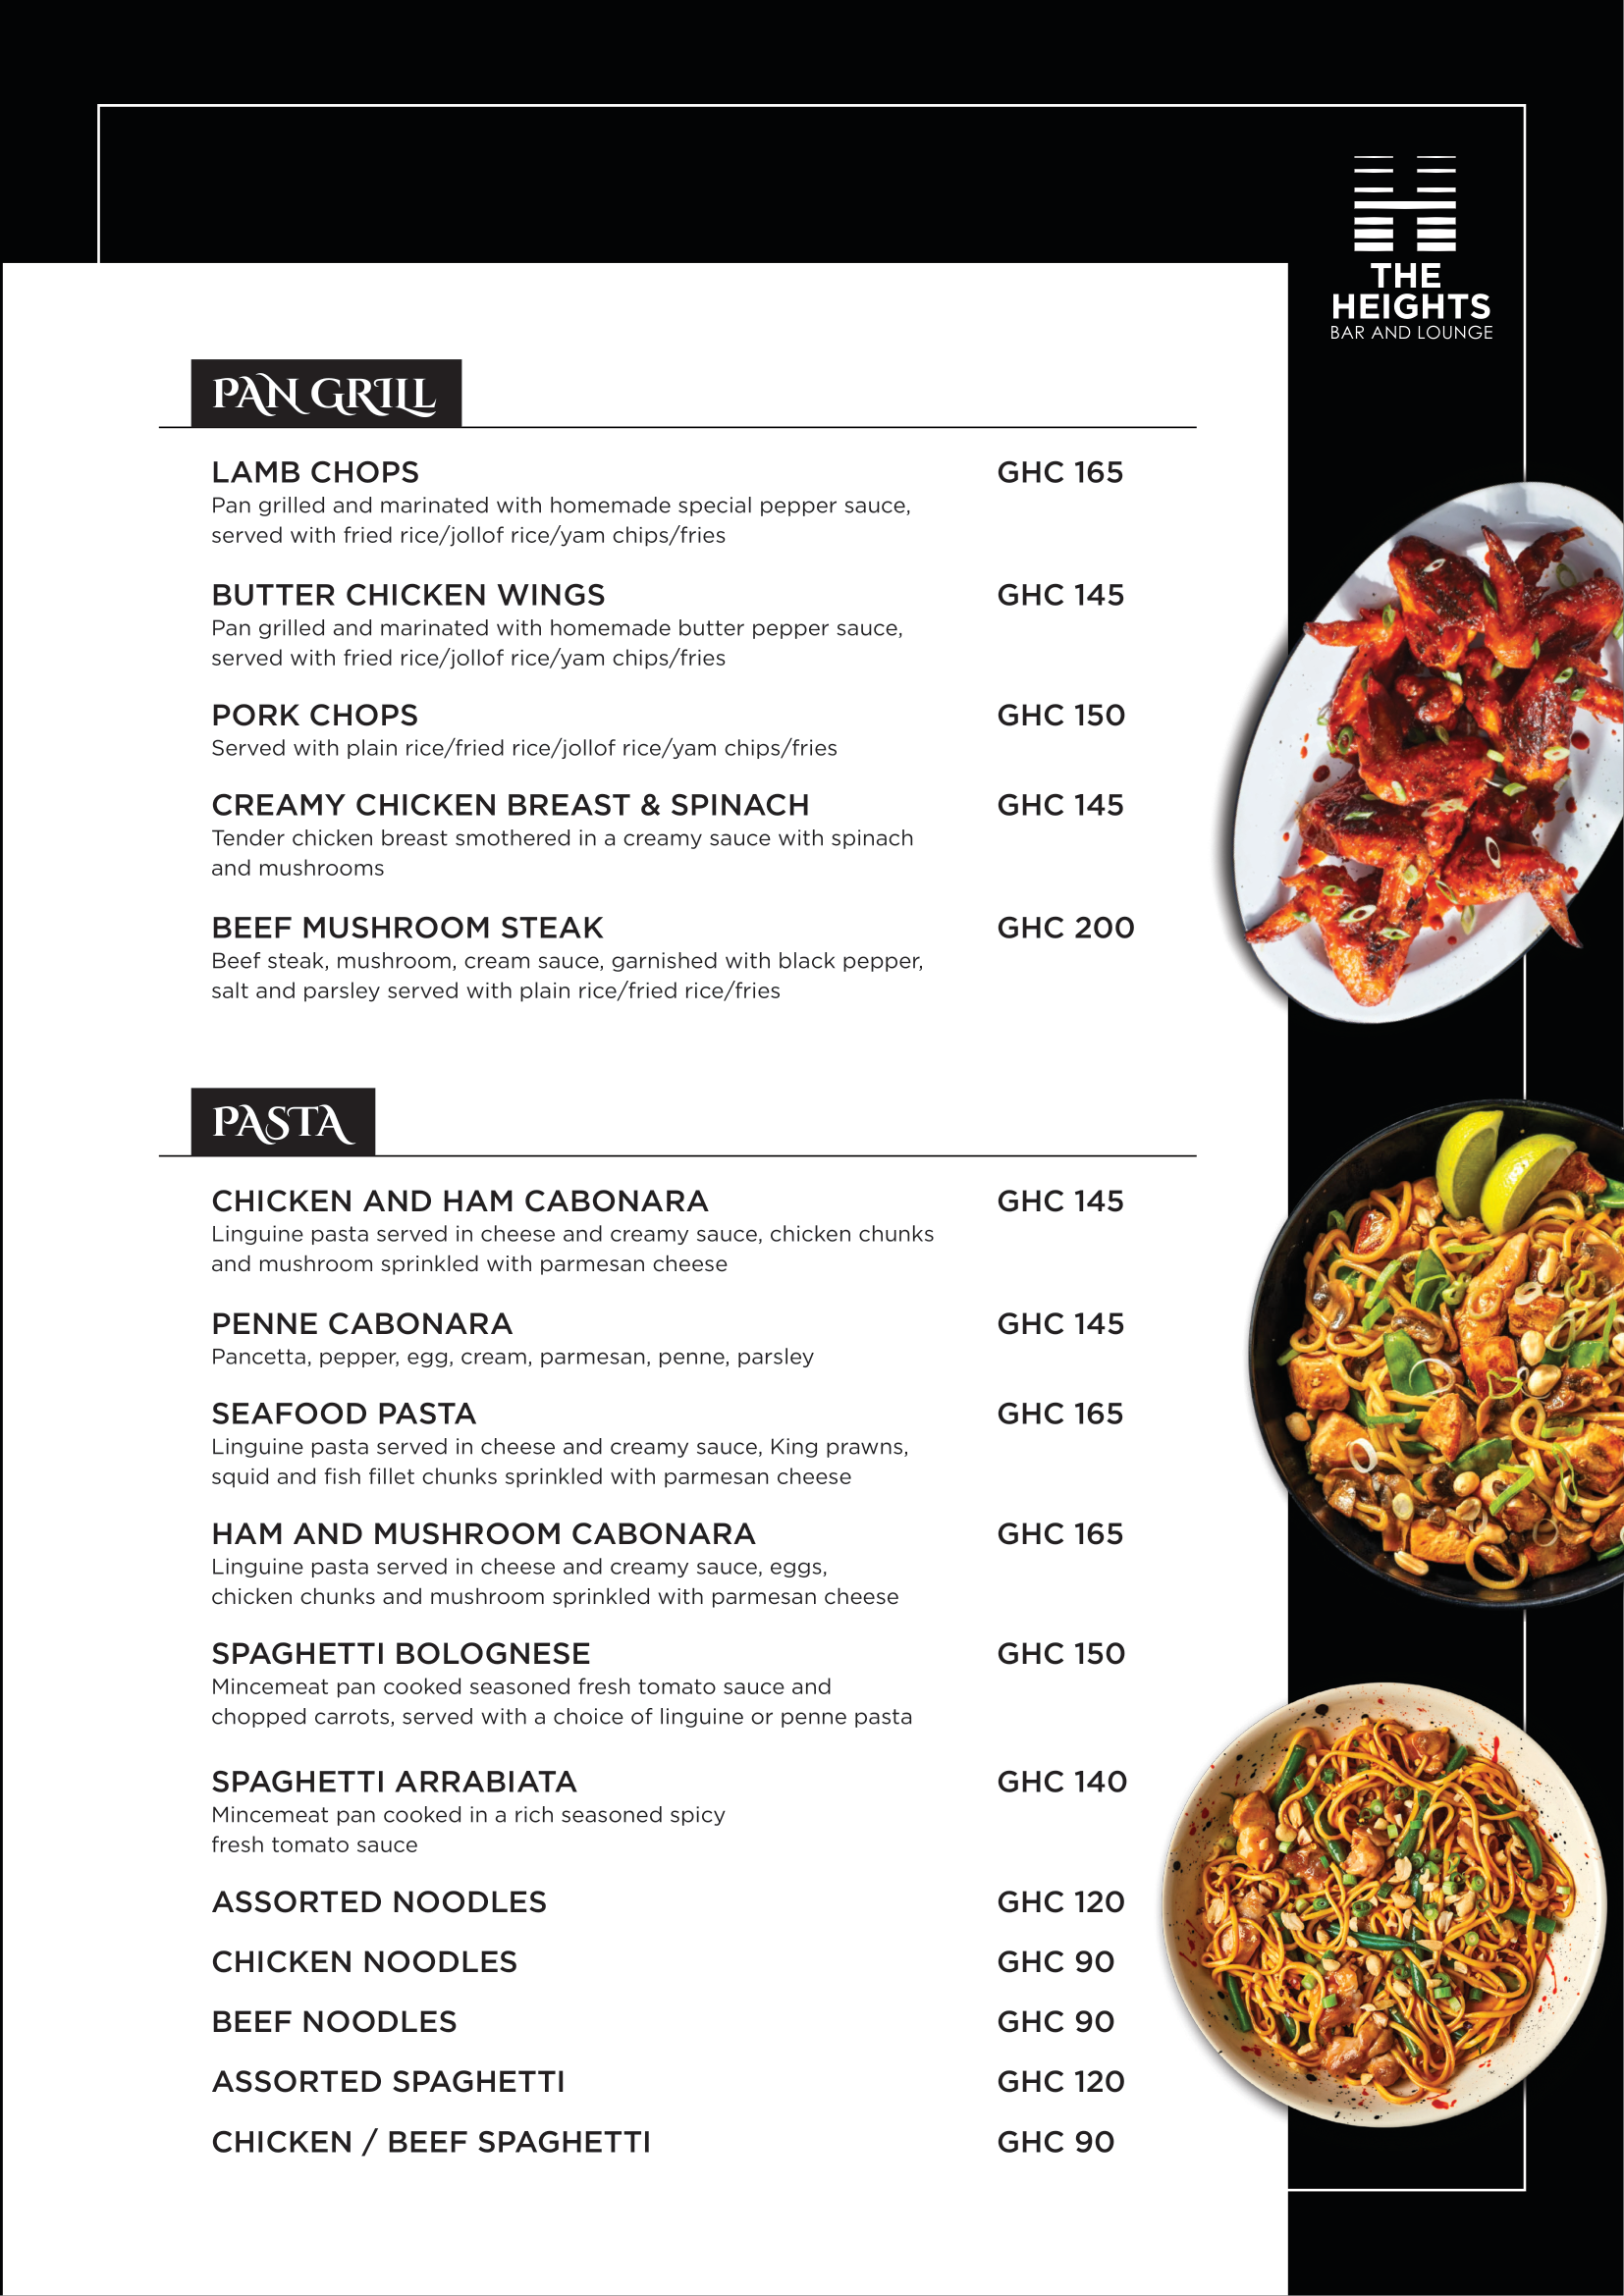 THE
HEIGHTS
BAR AND LOUNGE
PAN GRILL
LAMB CHOPS GHC 165
Pan grilled and marinated with homemade special pepper sauce,
served with fried rice/jollof rice/yam chips/fries
BUTTER CHICKEN WINGS GHC 145
Pan grilled and marinated with homemade butter pepper sauce,
served with fried rice/jollof rice/yam chips/fries
PORK CHOPS GHC 150
Served with plain rice/fried rice/jollof rice/yam chips/fries
CREAMY CHICKEN BREAST & SPINACH GHC 145
Tender chicken breast smothered in a creamy sauce with spinach
and mushrooms
BEEF MUSHROOM STEAK GHC 200
Beef steak, mushroom, cream sauce, garnished with black pepper,
salt and parsley served with plain rice/fried rice/fries
PASTA
CHICKEN AND HAM CABONARA GHC 145
Linguine pasta served in cheese and creamy sauce, chicken chunks
and mushroom sprinkled with parmesan cheese
PENNE CABONARA GHC 145
Pancetta, pepper, egg, cream, parmesan, penne, parsley
SEAFOOD PASTA GHC 165
Linguine pasta served in cheese and creamy sauce, King prawns,
squid and fish fillet chunks sprinkled with parmesan cheese
HAM AND MUSHROOM CABONARA GHC 165
Linguine pasta served in cheese and creamy sauce, eggs,
chicken chunks and mushroom sprinkled with parmesan cheese
SPAGHETTI BOLOGNESE GHC 150
Mincemeat pan cooked seasoned fresh tomato sauce and
chopped carrots, served with a choice of linguine or penne pasta
SPAGHETTI ARRABIATA GHC 140
Mincemeat pan cooked in a rich seasoned spicy
fresh tomato sauce
ASSORTED NOODLES GHC 120
CHICKEN NOODLES GHC 90
BEEF NOODLES GHC 90
ASSORTED SPAGHETTI GHC 120
CHICKEN / BEEF SPAGHETTI GHC 90